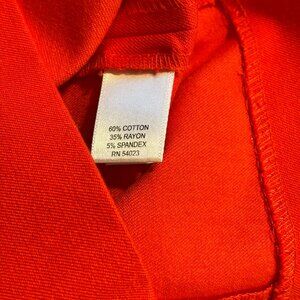 60% COTTON
35% RAYON
5% SPANDEX
RN 54023